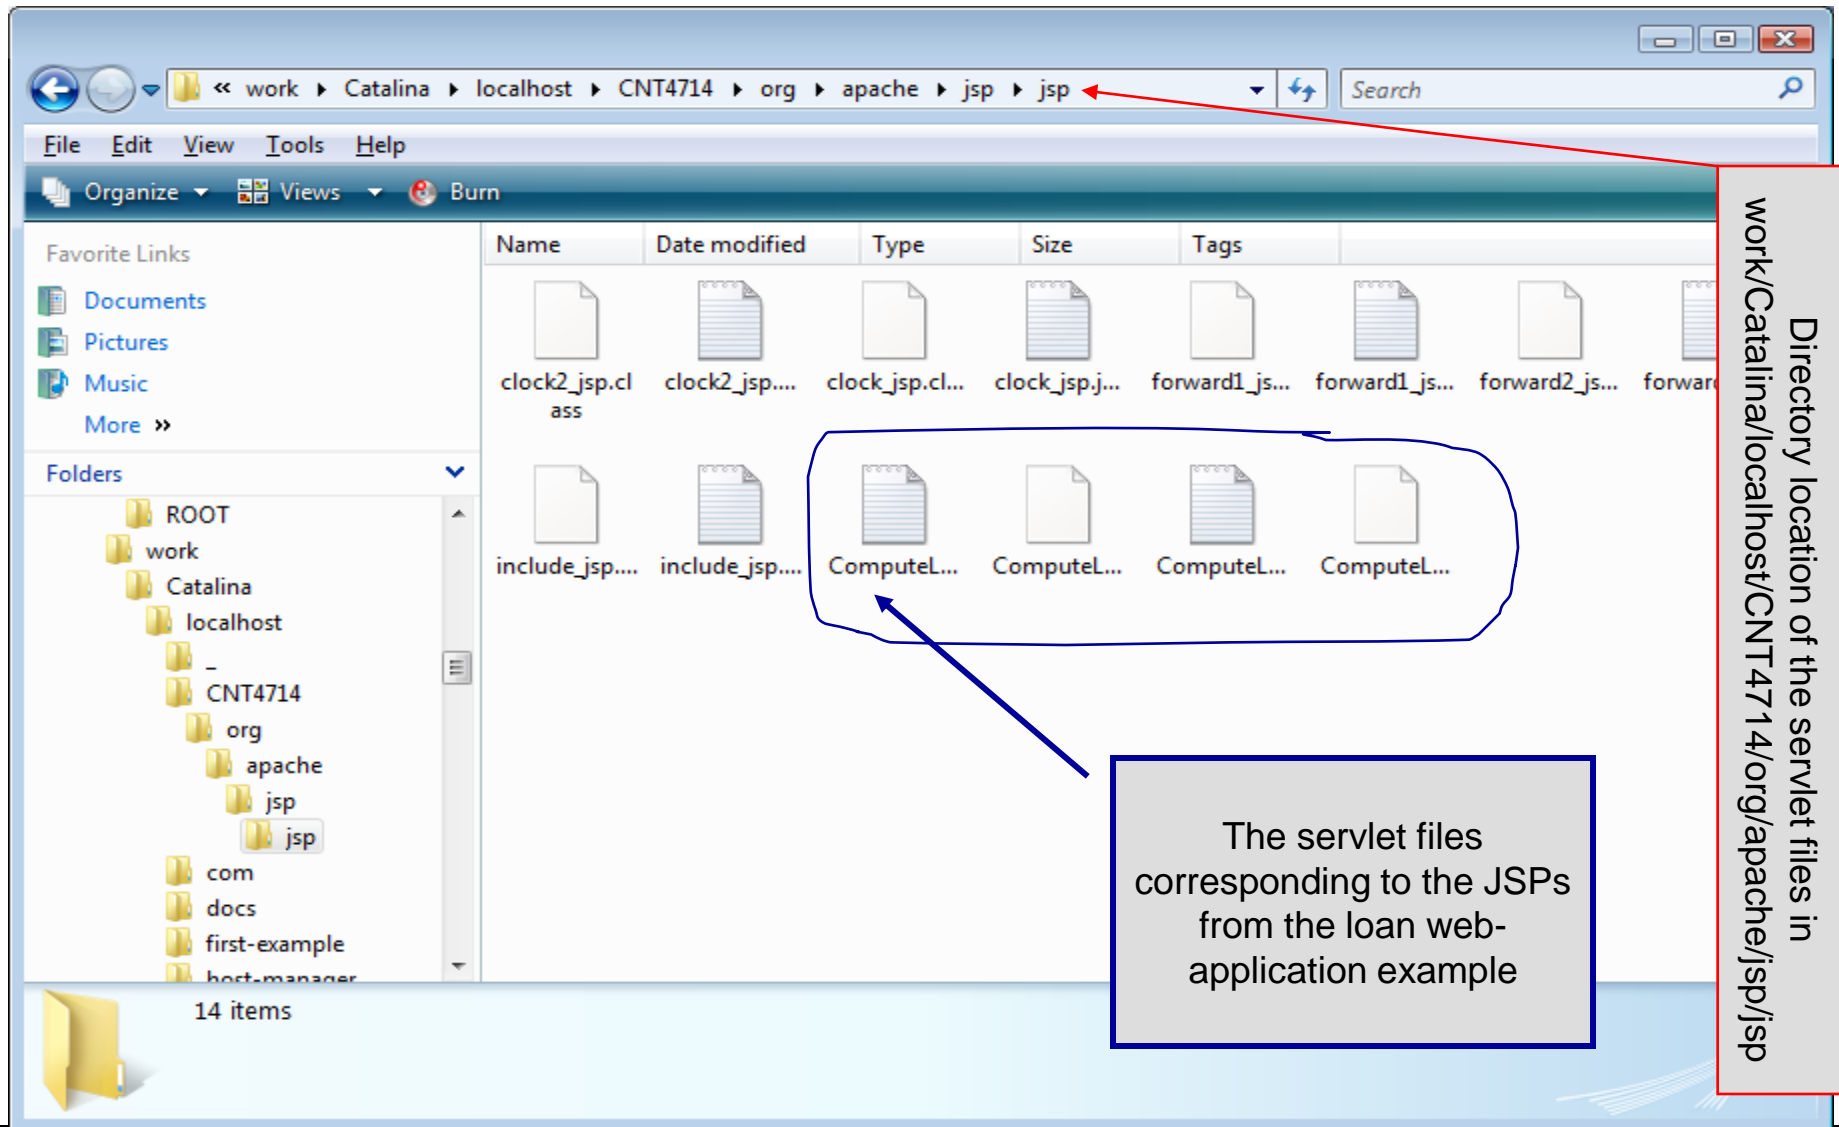 « work ▸ Catalina ▸ localhost ▸ CNT4714 ▸ org ▸ apache ▸ jsp ▸ jsp
Search
File Edit View Tools Help
Organize Views Burn
Favorite Links
Documents
Pictures
Music
More »
Folders
ROOT
work
Catalina
localhost
_
CNT4714
org
apache
jsp
jsp
com
docs
first-example
host-manager
Name Date modified Type Size Tags
clock2_jsp.cl
ass
clock2_jsp....
clock_jsp.cl...
clock_jsp.j...
forward1_js...
forward1_js...
forward2_js...
forward
include_jsp....
include_jsp....
ComputeL...
ComputeL...
ComputeL...
ComputeL...
The servlet files
corresponding to the JSPs
from the loan web-
application example
Directory location of the servlet files in
work/Catalina/localhost/CNT4714/org/apache/jsp/jsp
14 items